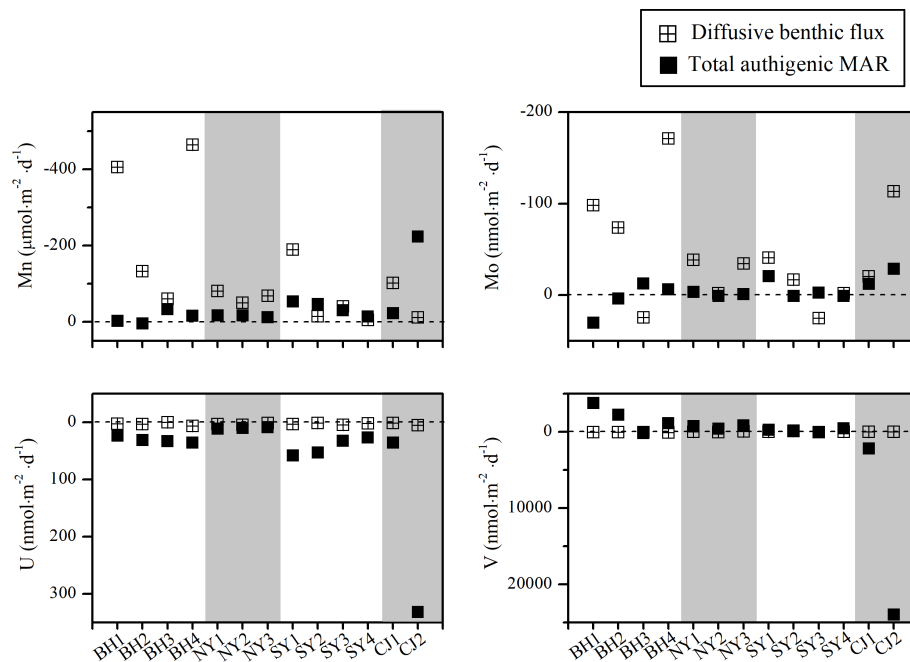 Diffusive benthic flux
Total authigenic MAR
Mn (μmol·m⁻² ·d⁻¹)
-400
-200
0
Mo (nmol·m⁻² ·d⁻¹)
-200
-100
0
U (nmol·m⁻² ·d⁻¹)
0
100
200
300
BH1 BH2 BH3 BH4 NY1 NY2 NY3 SY1 SY2 SY3 SY4 CJ1 CJ2
V (nmol·m⁻² ·d⁻¹)
0
10000
20000
BH1 BH2 BH3 BH4 NY1 NY2 NY3 SY1 SY2 SY3 SY4 CJ1 CJ2